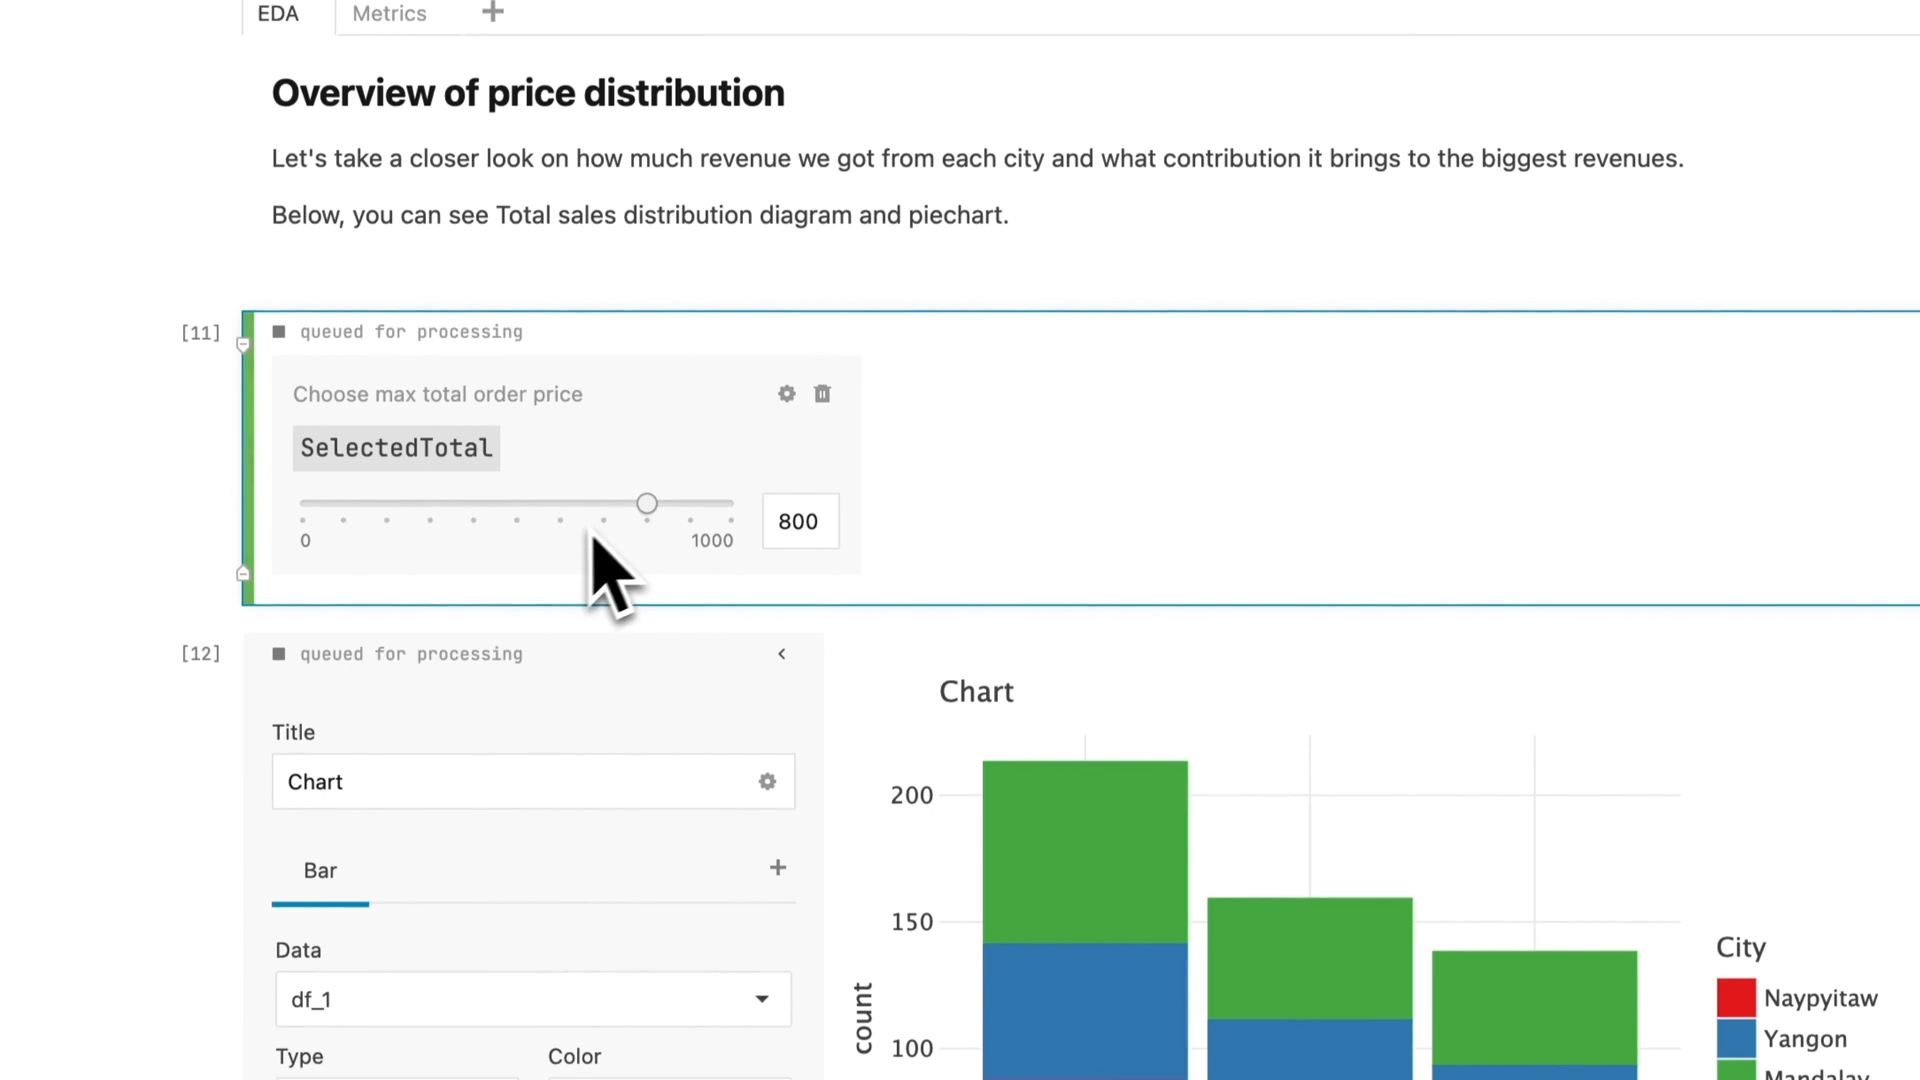 EDA Metrics
Overview of price distribution
Let's take a closer look on how much revenue we got from each city and what contribution it brings to the biggest revenues.
Below, you can see Total sales distribution diagram and piechart.
[11] queued for processing
Choose max total order price
SelectedTotal
800
0 1000
[12] queued for processing
Title
Chart
Bar
Data
df_1
Type Color
Chart
200
150
100
count
City
Naypyitaw
Yangon
Mandalay